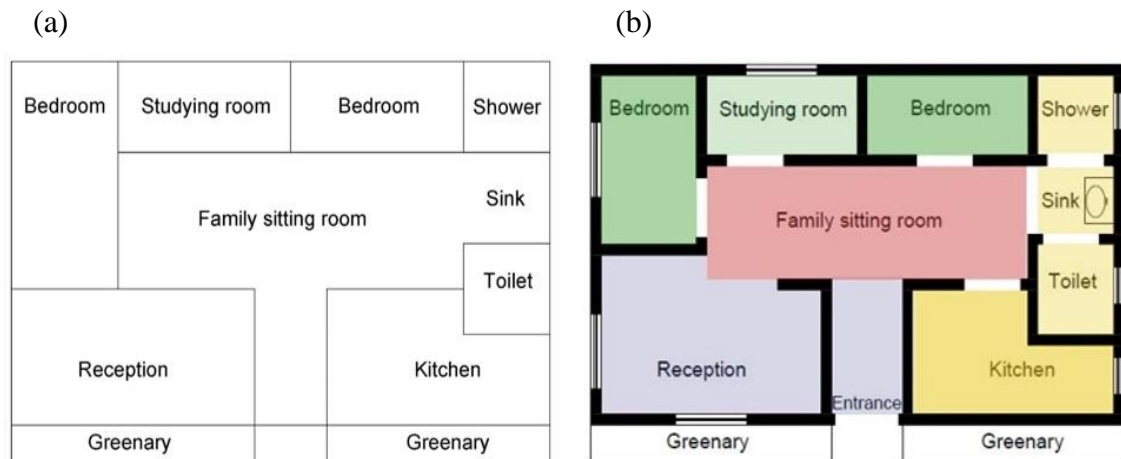 (a)
Bedroom
Studying room
Bedroom
Shower
Sink
Family sitting room
Toilet
Reception
Kitchen
Greenary
Greenary
(b)
Bedroom
Studying room
Bedroom
Shower
Sink
Family sitting room
Toilet
Reception
Kitchen
Entrance
Greenary
Greenary